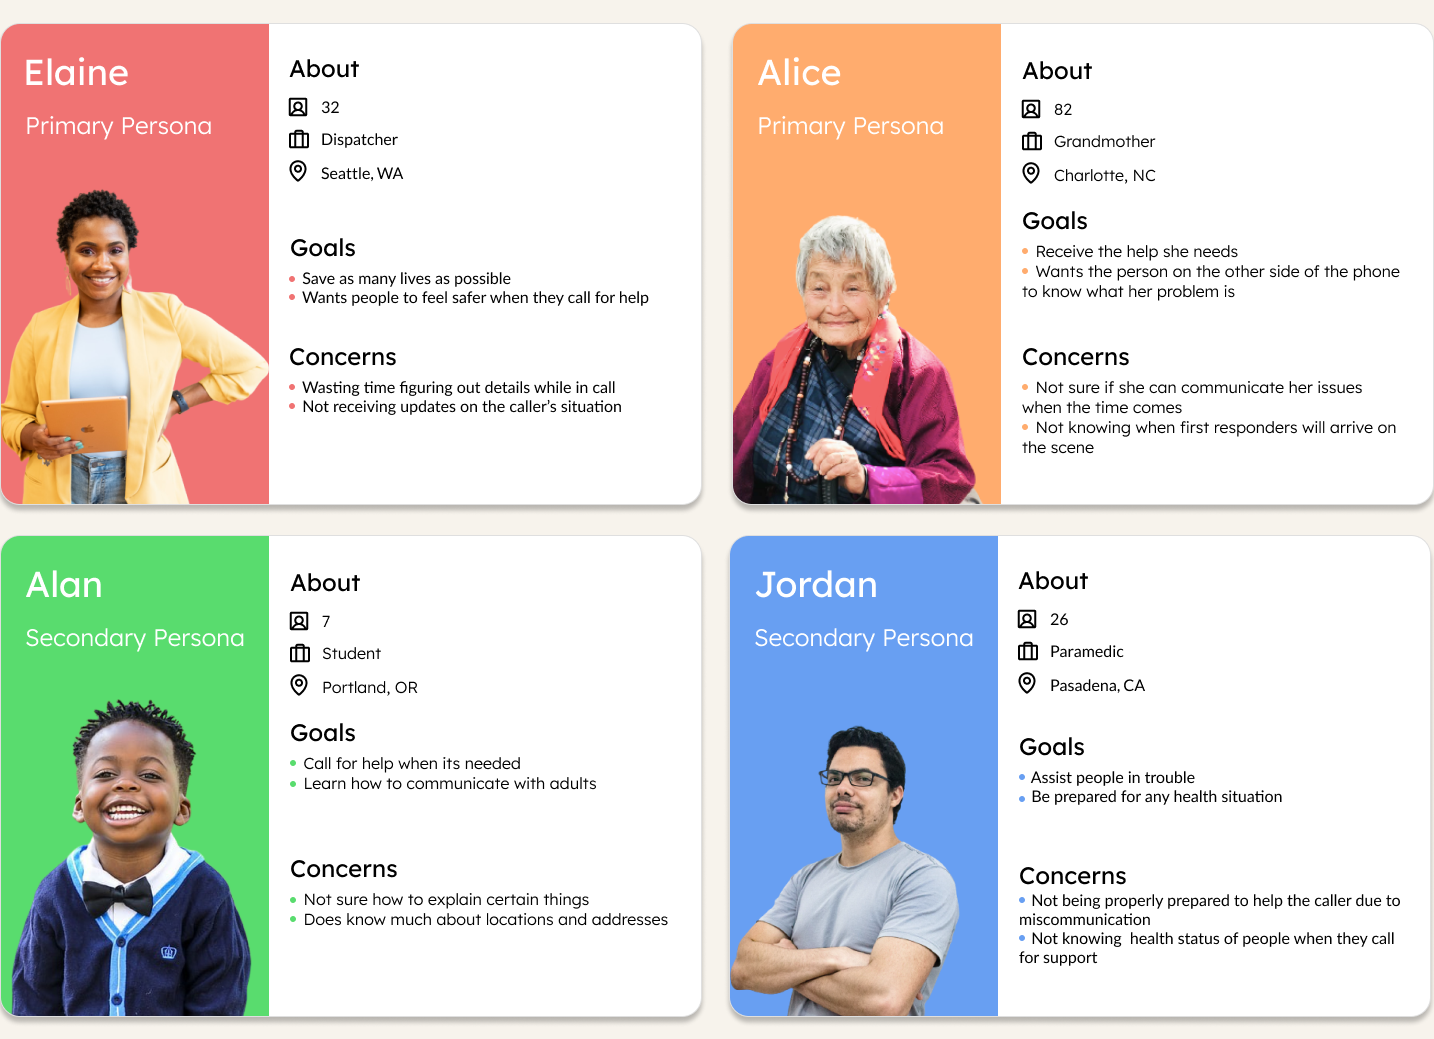 Elaine
Primary Persona
About
32
Dispatcher
Seattle, WA
Goals
Save as many lives as possible
Wants people to feel safer when they call for help
Concerns
Wasting time figuring out details while in call
Not receiving updates on the caller's situation
Alice
Primary Persona
About
82
Grandmother
Charlotte, NC
Goals
Receive the help she needs
Wants the person on the other side of the phone
to know what her problem is
Concerns
Not sure if she can communicate her issues
when the time comes
Not knowing when first responders will arrive on
the scene
Alan
Secondary Persona
About
7
Student
Portland, OR
Goals
Call for help when its needed
Learn how to communicate with adults
Concerns
Not sure how to explain certain things
Does know much about locations and addresses
Jordan
Secondary Persona
About
26
Paramedic
Pasadena, CA
Goals
Assist people in trouble
Be prepared for any health situation
Concerns
Not being properly prepared to help the caller due to
miscommunication
Not knowing  health status of people when they call
for support